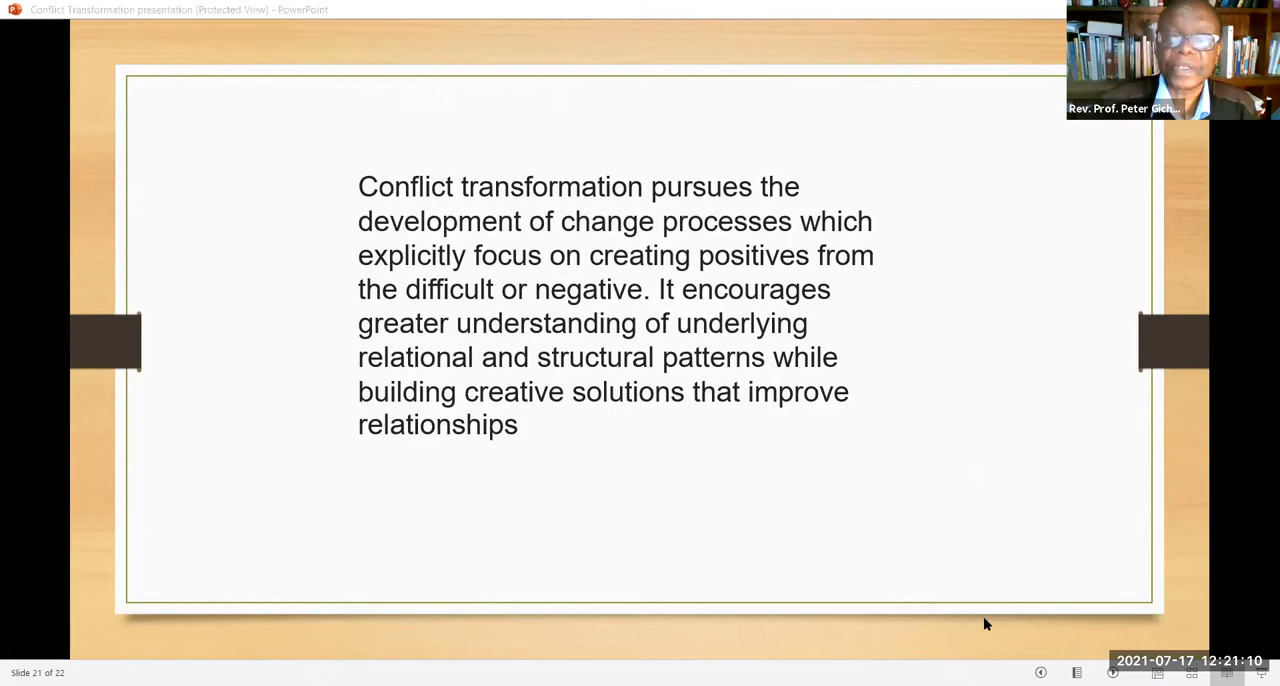 Conflict Transformation presentation [Protected View] - PowerPoint
Rev. Prof. Peter Gich...
Conflict transformation pursues the
development of change processes which
explicitly focus on creating positives from
the difficult or negative. It encourages
greater understanding of underlying
relational and structural patterns while
building creative solutions that improve
relationships
2021-07-17 12:21:10
Slide 21 of 22